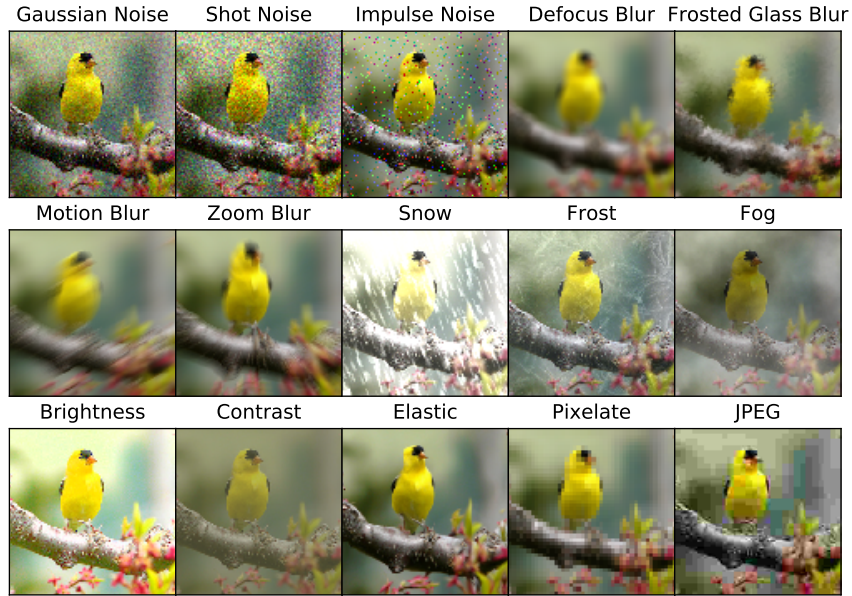 Gaussian Noise Shot Noise Impulse Noise Defocus Blur Frosted Glass Blur
Motion Blur Zoom Blur Snow Frost Fog
Brightness Contrast Elastic Pixelate JPEG